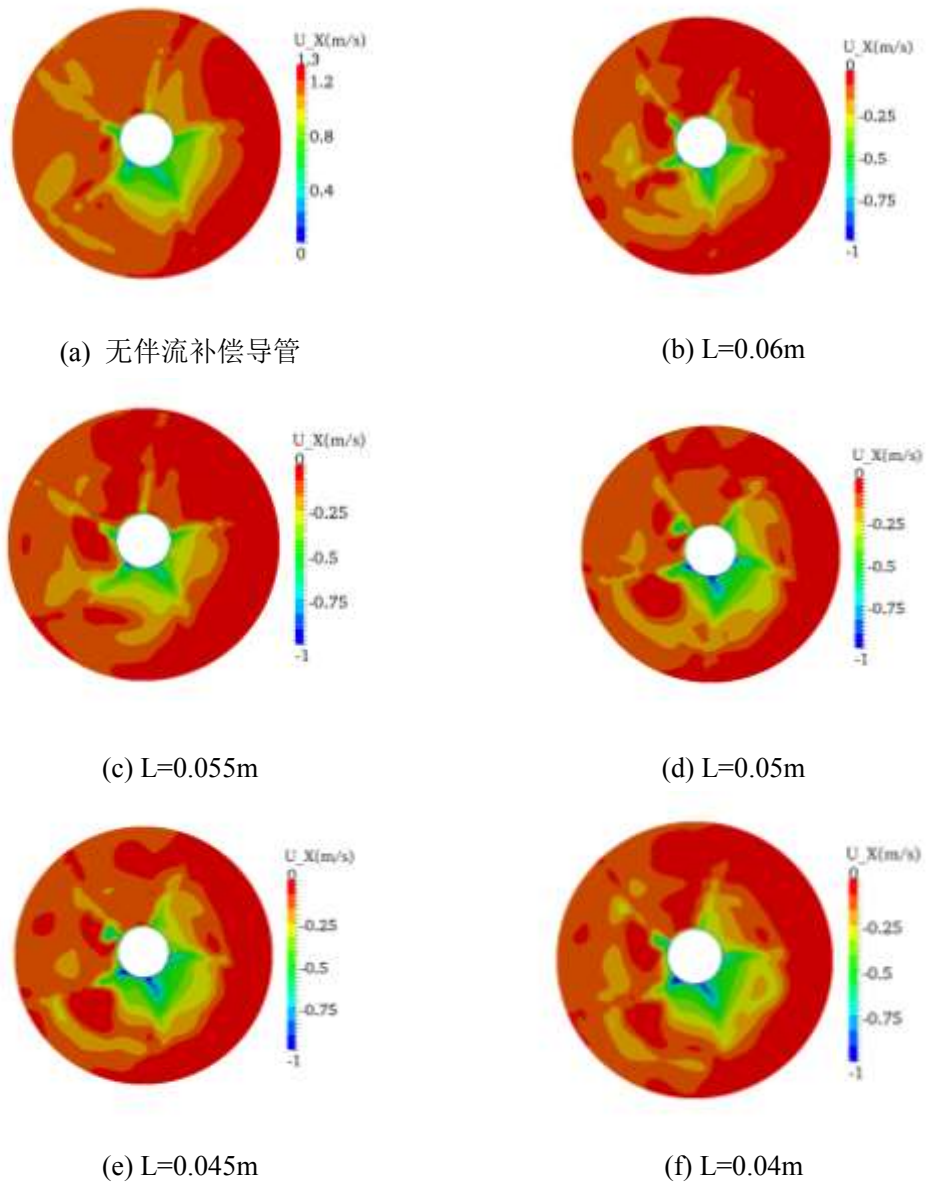 U_X(m/s)
1.3
1.2
0.8
0.4
0
U_X(m/s)
0
-0.25
-0.5
-0.75
-1
(a) 无伴流补偿导管
(b) L=0.06m
U_X(m/s)
0
-0.25
-0.5
-0.75
-1
U_X(m/s)
0
-0.25
-0.5
-0.75
-1
(c) L=0.055m
(d) L=0.05m
U_X(m/s)
0
-0.25
-0.5
-0.75
-1
U_X(m/s)
0
-0.25
-0.5
-0.75
-1
(e) L=0.045m
(f) L=0.04m